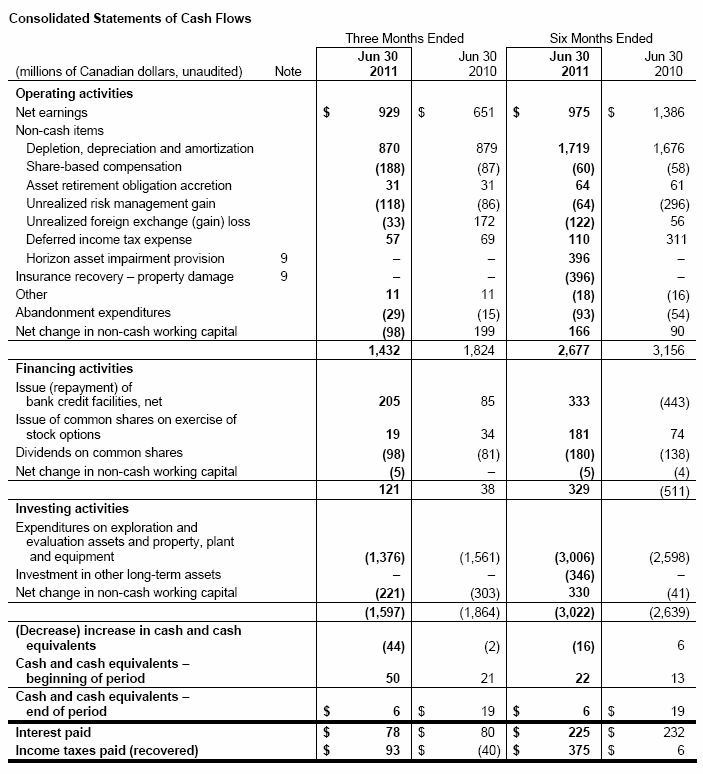 Consolidated Statements of Cash Flows
Three Months Ended Six Months Ended
Jun 30 Jun 30 Jun 30 Jun 30
(millions of Canadian dollars, unaudited) Note 2011 2010 2011 2010
Operating activities
Net earnings $ 929 $ 651 $ 975 $ 1,386
Non-cash items
Depletion, depreciation and amortization 870 879 1,719 1,676
Share-based compensation (188) (87) (60) (58)
Asset retirement obligation accretion 31 31 64 61
Unrealized risk management gain (118) (86) (64) (296)
Unrealized foreign exchange (gain) loss (33) 172 (122) 56
Deferred income tax expense 57 69 110 311
Horizon asset impairment provision 9 – – 396 –
Insurance recovery – property damage 9 – – (396) –
Other 11 11 (18) (16)
Abandonment expenditures (29) (15) (93) (54)
Net change in non-cash working capital (98) 199 166 90
1,432 1,824 2,677 3,156
Financing activities
Issue (repayment) of
bank credit facilities, net 205 85 333 (443)
Issue of common shares on exercise of
stock options 19 34 181 74
Dividends on common shares (98) (81) (180) (138)
Net change in non-cash working capital (5) – (5) (4)
121 38 329 (511)
Investing activities
Expenditures on exploration and
evaluation assets and property, plant
and equipment (1,376) (1,561) (3,006) (2,598)
Investment in other long-term assets – – (346) –
Net change in non-cash working capital (221) (303) 330 (41)
(1,597) (1,864) (3,022) (2,639)
(Decrease) increase in cash and cash
equivalents (44) (2) (16) 6
Cash and cash equivalents –
beginning of period 50 21 22 13
Cash and cash equivalents –
end of period $ 6 $ 19 $ 6 $ 19
Interest paid $ 78 $ 80 $ 225 $ 232
Income taxes paid (recovered) $ 93 $ (40) $ 375 $ 6